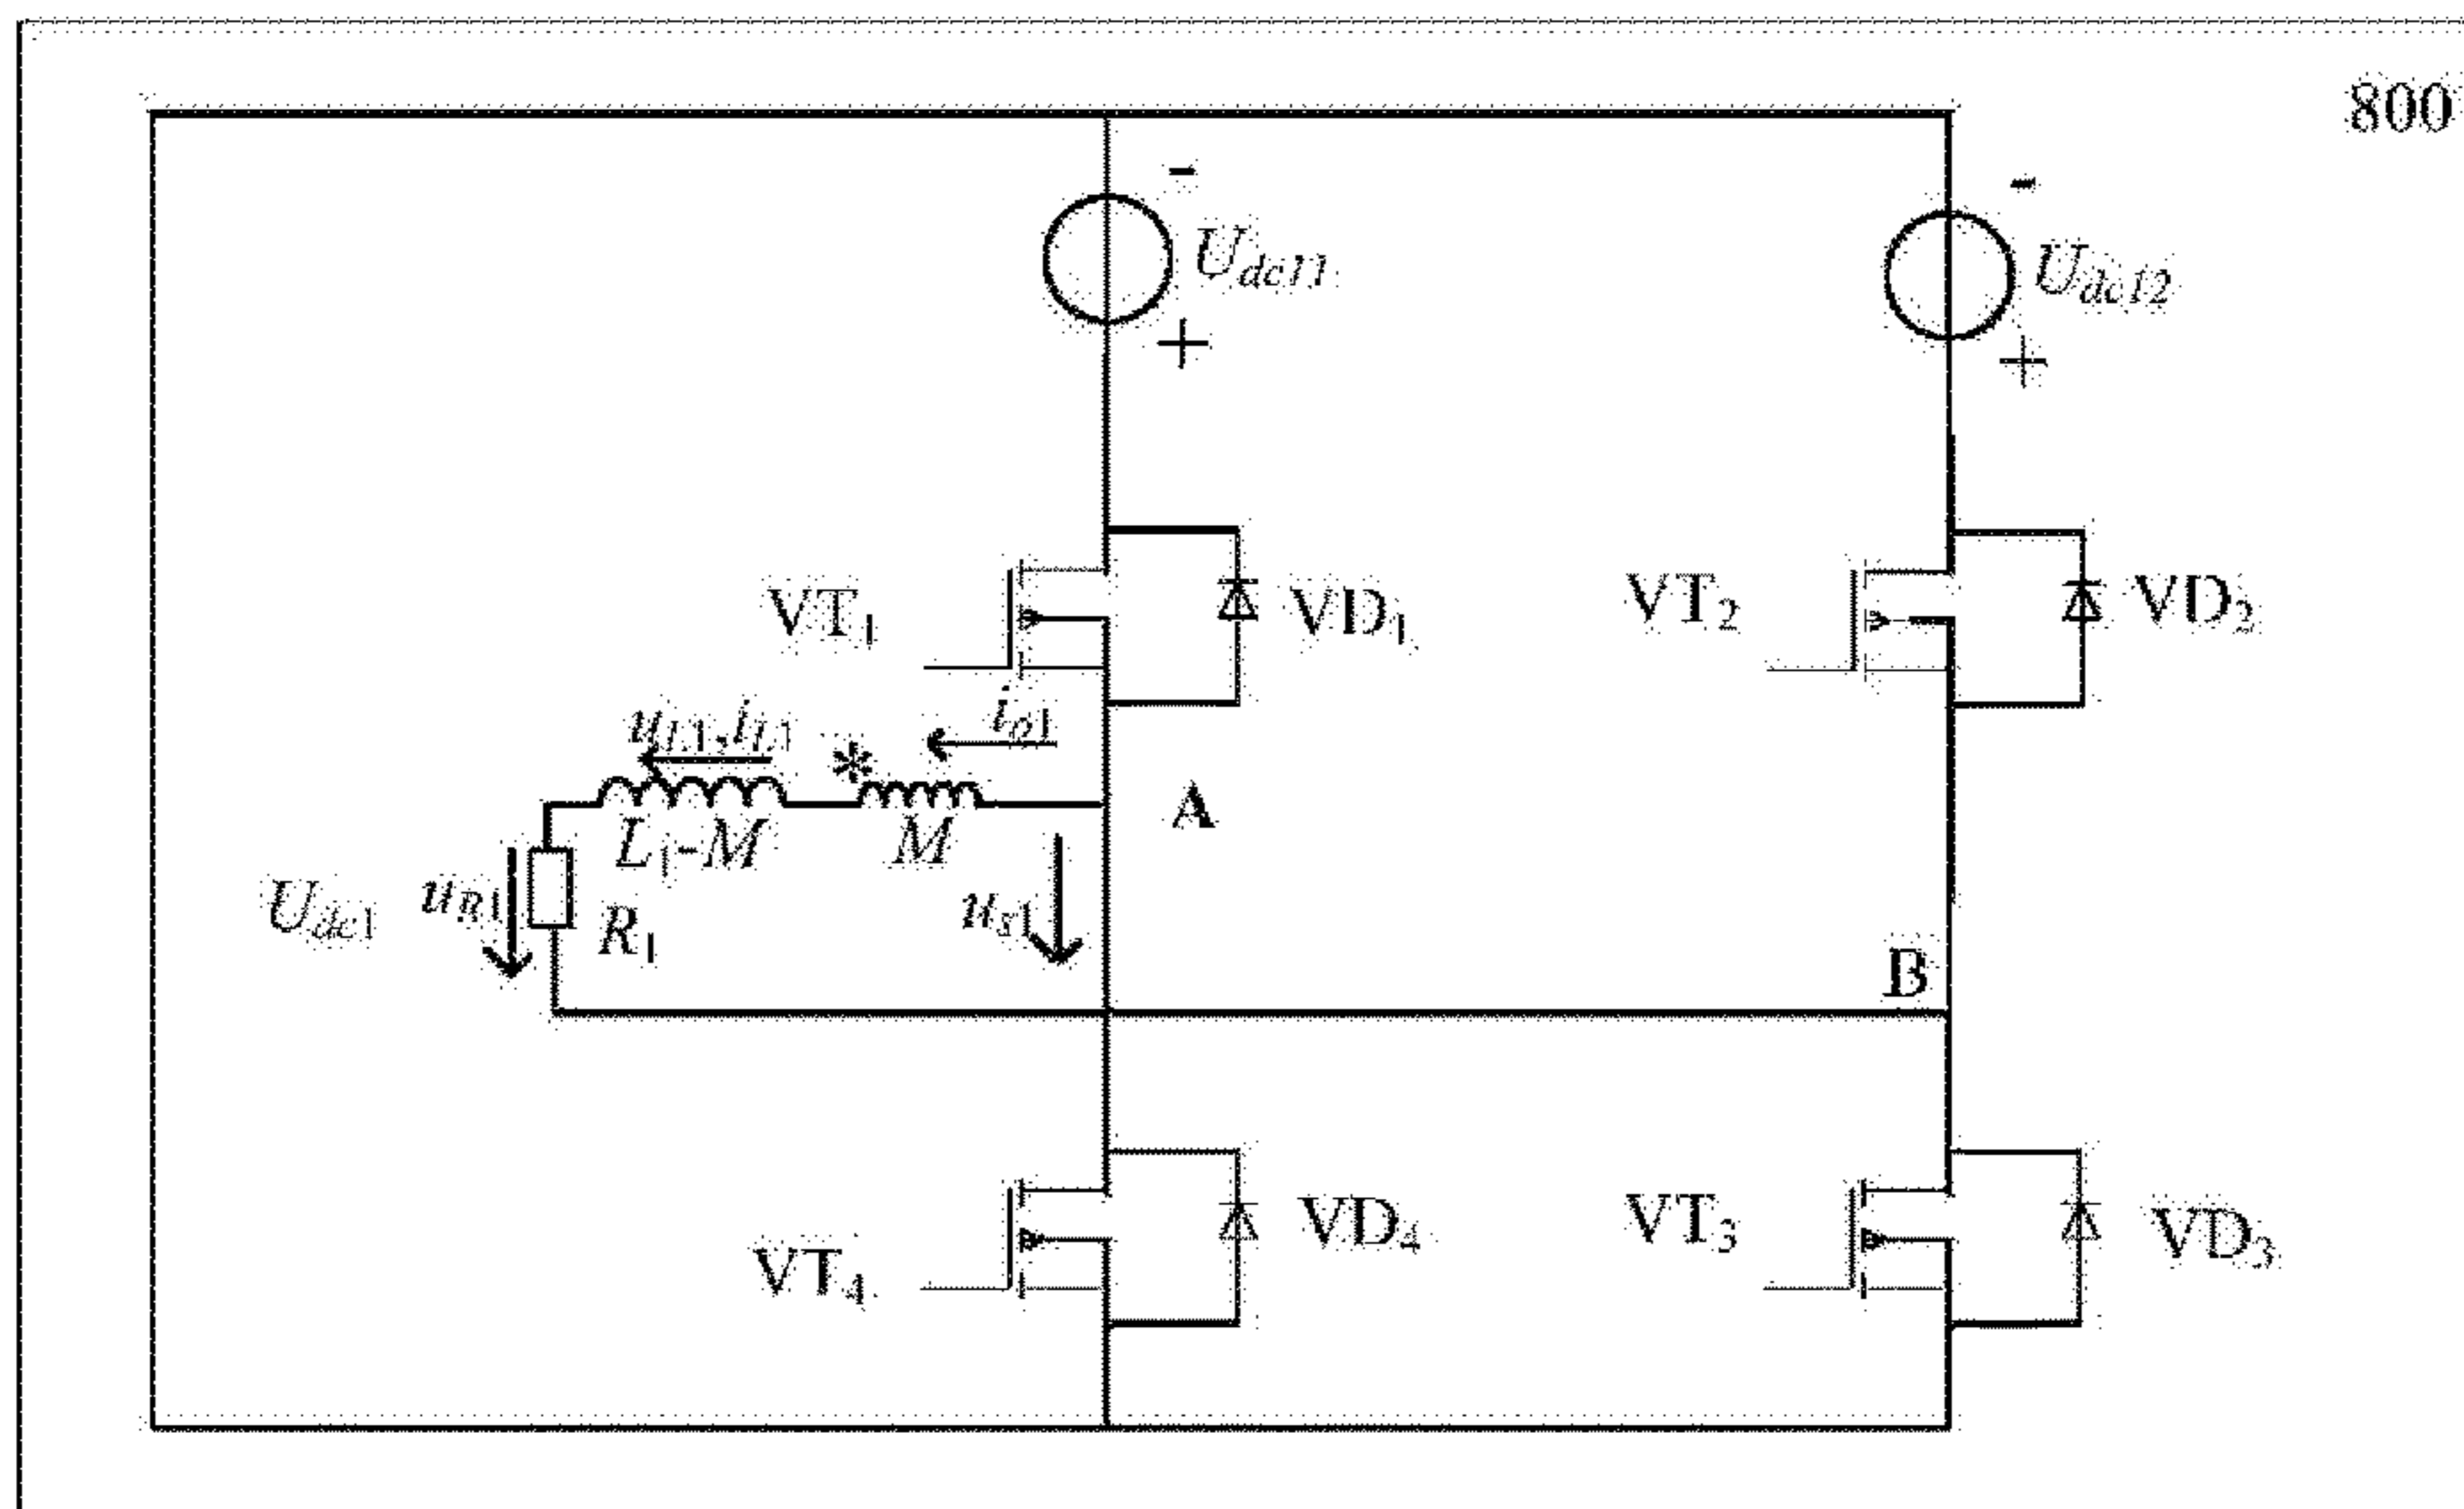 800
-
U_dc11
+
-
U_dc12
+
VT₁
VD₁
VT₂
VD₂
u_L1,i_L1
*
i_o1
L₁-M
M
A
U_dc1
u_R1
R₁
u_s1
B
VT₄
VD₄
VT₃
VD₃